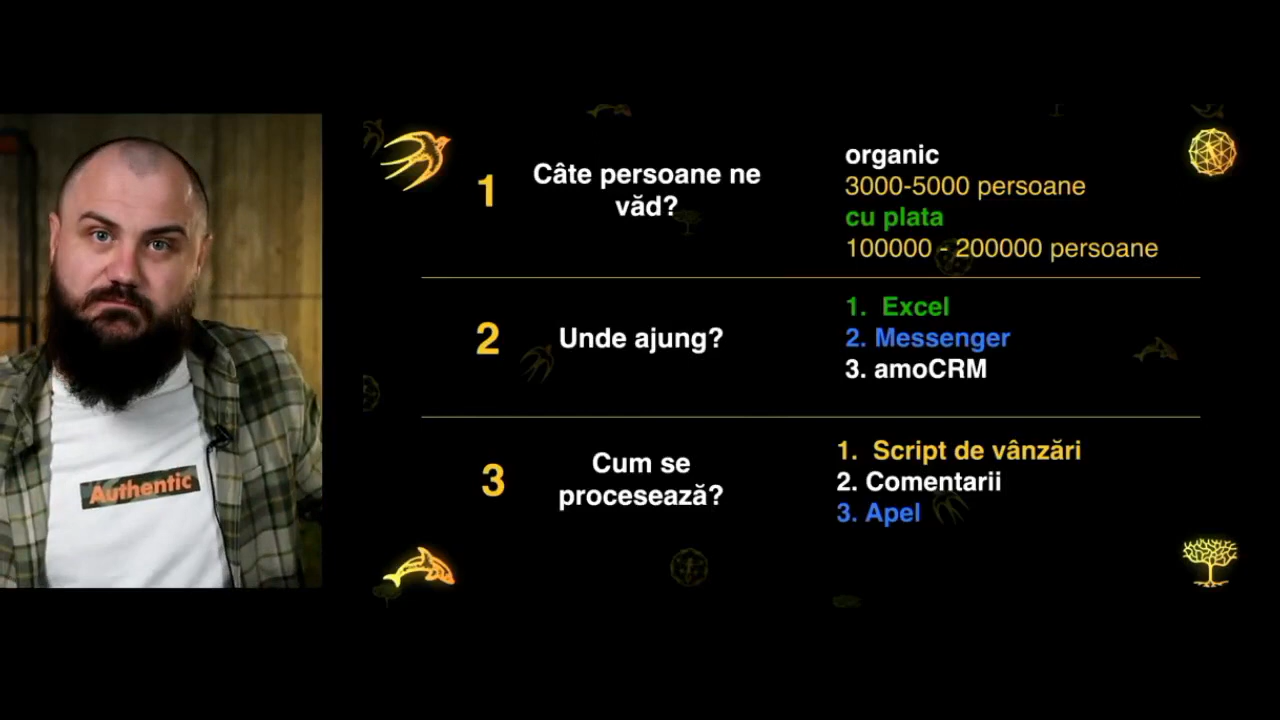 Authentic
1
Câte persoane ne
văd?
organic
3000-5000 persoane
cu plata
100000 - 200000 persoane
2
Unde ajung?
1. Excel
2. Messenger
3. amoCRM
3
Cum se
procesează?
1. Script de vânzări
2. Comentarii
3. Apel